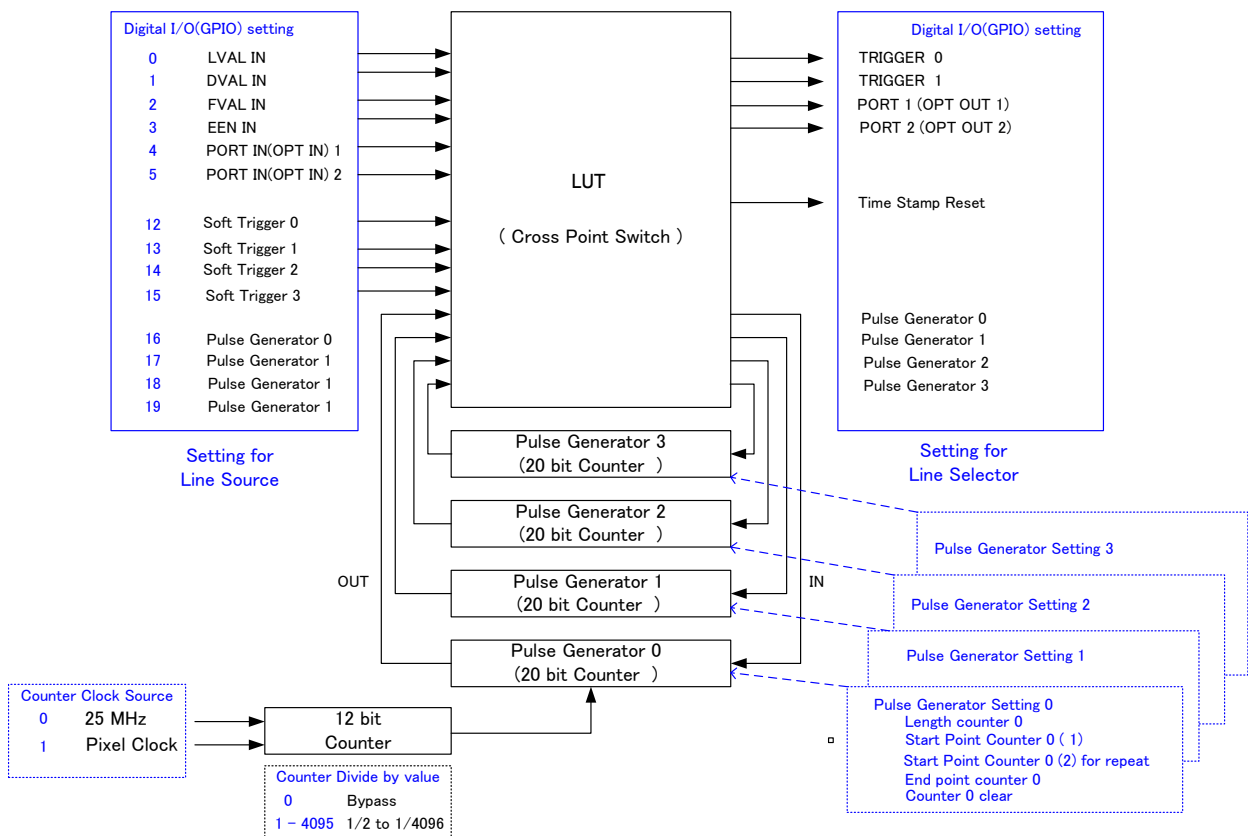 Digital I/O(GPIO) setting
0 LVAL IN
1 DVAL IN
2 FVAL IN
3 EEN IN
4 PORT IN(OPT IN) 1
5 PORT IN(OPT IN) 2
12 Soft Trigger 0
13 Soft Trigger 1
14 Soft Trigger 2
15 Soft Trigger 3
16 Pulse Generator 0
17 Pulse Generator 1
18 Pulse Generator 1
19 Pulse Generator 1
Setting for
Line Source
LUT
( Cross Point Switch )
Digital I/O(GPIO) setting
TRIGGER 0
TRIGGER 1
PORT 1 (OPT OUT 1)
PORT 2 (OPT OUT 2)
Time Stamp Reset
Pulse Generator 0
Pulse Generator 1
Pulse Generator 2
Pulse Generator 3
Setting for
Line Selector
Pulse Generator 3
(20 bit Counter )
Pulse Generator 2
(20 bit Counter )
OUT
IN
Pulse Generator 1
(20 bit Counter )
Pulse Generator 0
(20 bit Counter )
Pulse Generator Setting 3
Pulse Generator Setting 2
Pulse Generator Setting 1
Pulse Generator Setting 0
Length counter 0
Start Point Counter 0 ( 1)
Start Point Counter 0 (2) for repeat
End point counter 0
Counter 0 clear
Counter Clock Source
0 25 MHz
1 Pixel Clock
12 bit
Counter
Counter Divide by value
0 Bypass
1 - 4095 1/2 to 1/4096